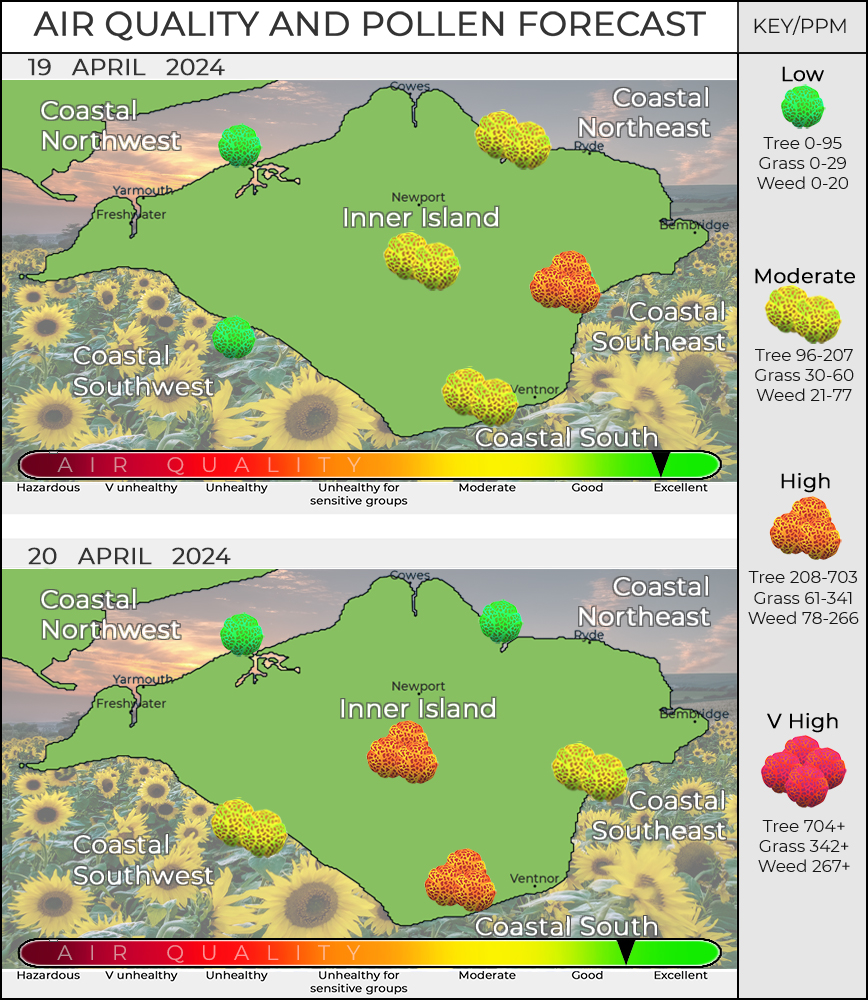 AIR QUALITY AND POLLEN FORECAST
19 APRIL 2024
Cowes
Coastal
Northwest
Coastal
Northeast
Ryde
Yarmouth
Freshwater
Newport
Inner Island
Bembridge
Coastal
Southeast
Coastal
Southwest
Ventnor
Coastal South
AIR QUALITY
Hazardous
V unhealthy
Unhealthy
Unhealthy for
sensitive groups
Moderate
Good
Excellent
20 APRIL 2024
Cowes
Coastal
Northwest
Coastal
Northeast
Ryde
Yarmouth
Freshwater
Newport
Inner Island
Bembridge
Coastal
Southeast
Coastal
Southwest
Ventnor
Coastal South
AIR QUALITY
Hazardous
V unhealthy
Unhealthy
Unhealthy for
sensitive groups
Moderate
Good
Excellent
KEY/PPM
Low
Tree 0-95
Grass 0-29
Weed 0-20
Moderate
Tree 96-207
Grass 30-60
Weed 21-77
High
Tree 208-703
Grass 61-341
Weed 78-266
V High
Tree 704+
Grass 342+
Weed 267+